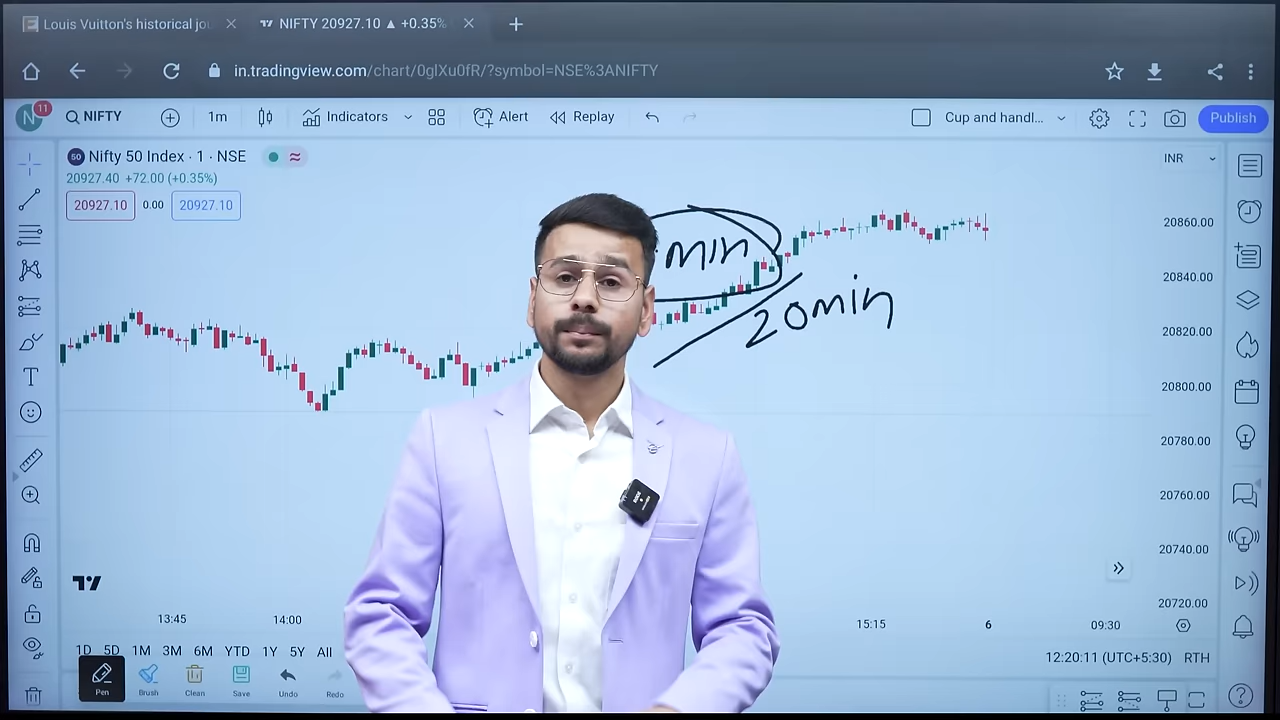 Louis Vuitton's historical jou
NIFTY 20927.10 ▲ +0.35%
in.tradingview.com/chart/0glXu0fR/?symbol=NSE%3ANIFTY
N 11 NIFTY 1m Indicators Alert Replay Cup and handl... Publish
50 Nifty 50 Index · 1 · NSE
INR
20927.40 +72.00 (+0.35%)
20927.10 0.00 20927.10
min
20min
20860.00
20840.00
20820.00
20800.00
20780.00
20760.00
20740.00
20720.00
13:45 14:00 15:15 6 09:30
1D 5D 1M 3M 6M YTD 1Y 5Y All
12:20:11 (UTC+5:30) RTH
Pen Brush Clean Save Undo Redo
RODE